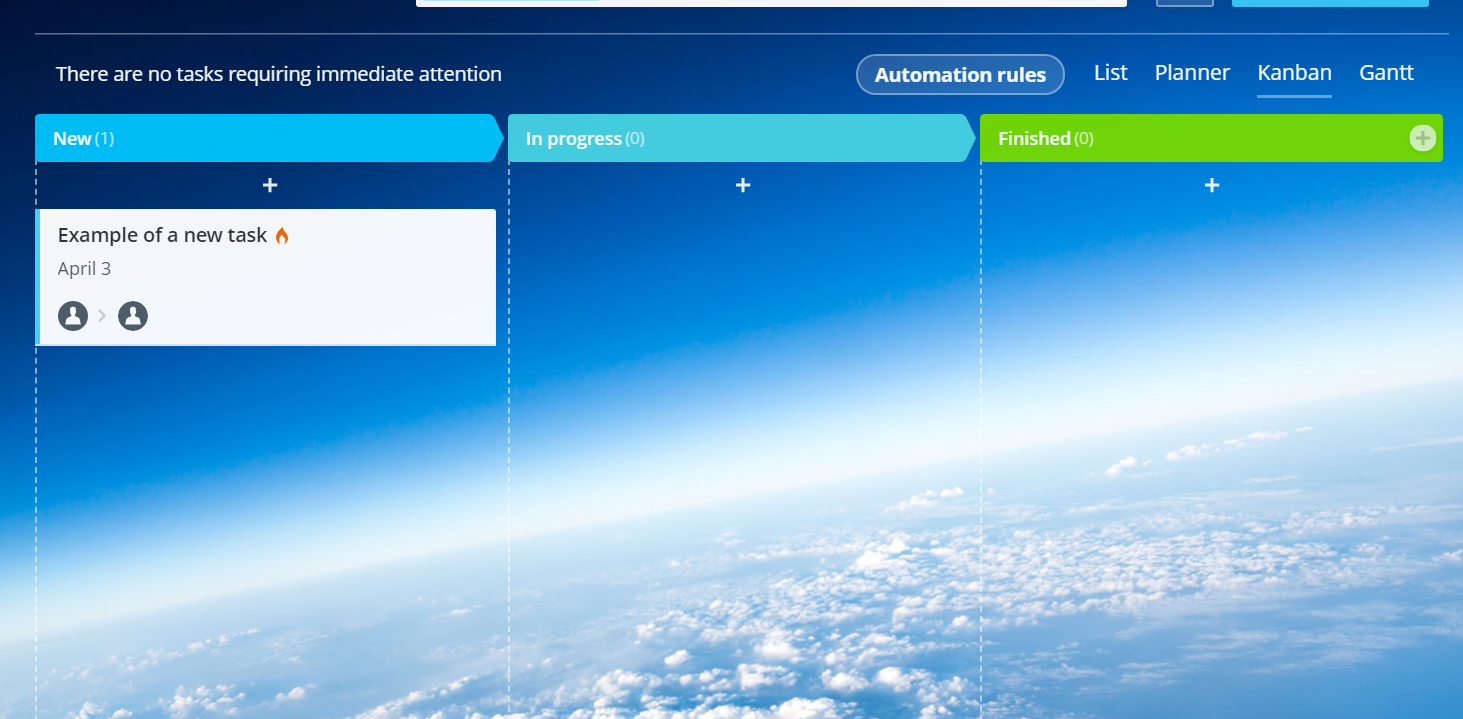 There are no tasks requiring immediate attention
Automation rules
List
Planner
Kanban
Gantt
New (1)
In progress (0)
Finished (0)
Example of a new task
April 3